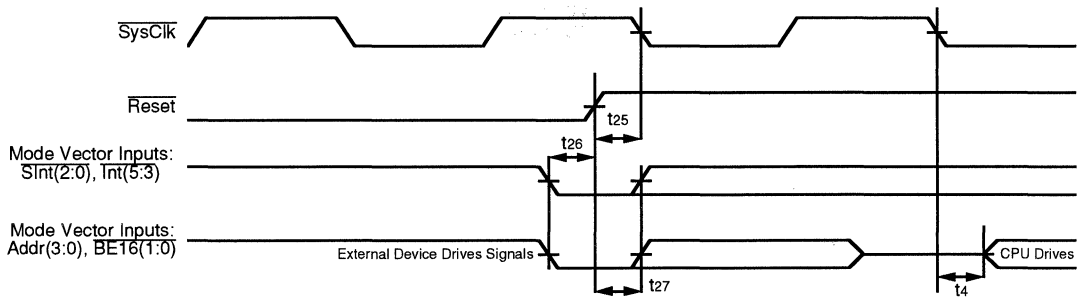 SysClk
Reset
t25
t26
Mode Vector Inputs:
SInt(2:0), Int(5:3)
Mode Vector Inputs:
Addr(3:0), BE16(1:0)
External Device Drives Signals
CPU Drives
t27
t4